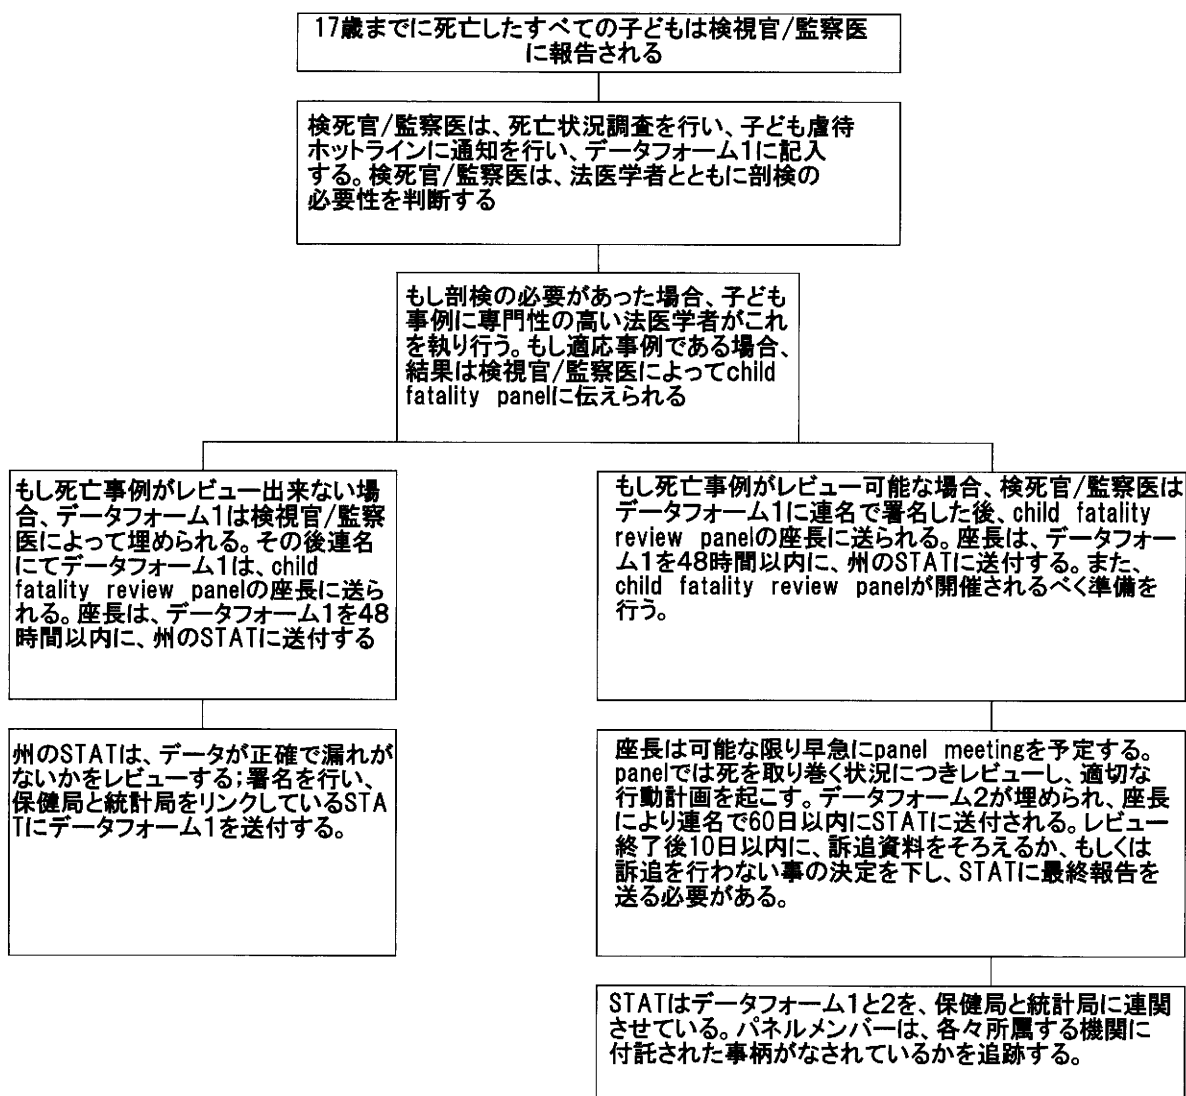 17歳までに死亡したすべての子どもは検視官/監察医
に報告される
検死官/監察医は、死亡状況調査を行い、子ども虐待
ホットラインに通知を行い、データフォーム1に記入
する。検死官/監察医は、法医学者とともに剖検の
必要性を判断する
もし剖検の必要があった場合、子ども
事例に専門性の高い法医学者がこれ
を執り行う。もし適応事例である場合、
結果は検視官/監察医によってchild
fatality panelに伝えられる
もし死亡事例がレビュー出来ない場
合、データフォーム1は検視官/監察
医によって埋められる。その後連名
にてデータフォーム1は、child
fatality review panelの座長に送ら
れる。座長は、データフォーム1を48
時間以内に、州のSTATに送付する
もし死亡事例がレビュー可能な場合、検死官/監察医は
データフォーム1に連名で署名した後、child fatality
review panelの座長に送られる。座長は、データフォー
ム1を48時間以内に、州のSTATに送付する。また、
child fatality review panelが開催されるべく準備を
行う。
州のSTATは、データが正確で漏れが
ないかをレビューする;署名を行い、
保健局と統計局をリンクしているSTA
Tにデータフォーム1を送付する。
座長は可能な限り早急にpanel meetingを予定する。
panelでは死を取り巻く状況につきレビューし、適切な
行動計画を起こす。データフォーム2が埋められ、座長
により連名で60日以内にSTATに送付される。レビュー
終了後10日以内に、訴追資料をそろえるか、もしくは
訴追を行わない事の決定を下し、STATに最終報告を
送る必要がある。
STATはデータフォーム1と2を、保健局と統計局に連関
させている。パネルメンバーは、各々所属する機関に
付託された事柄がなされているかを追跡する。